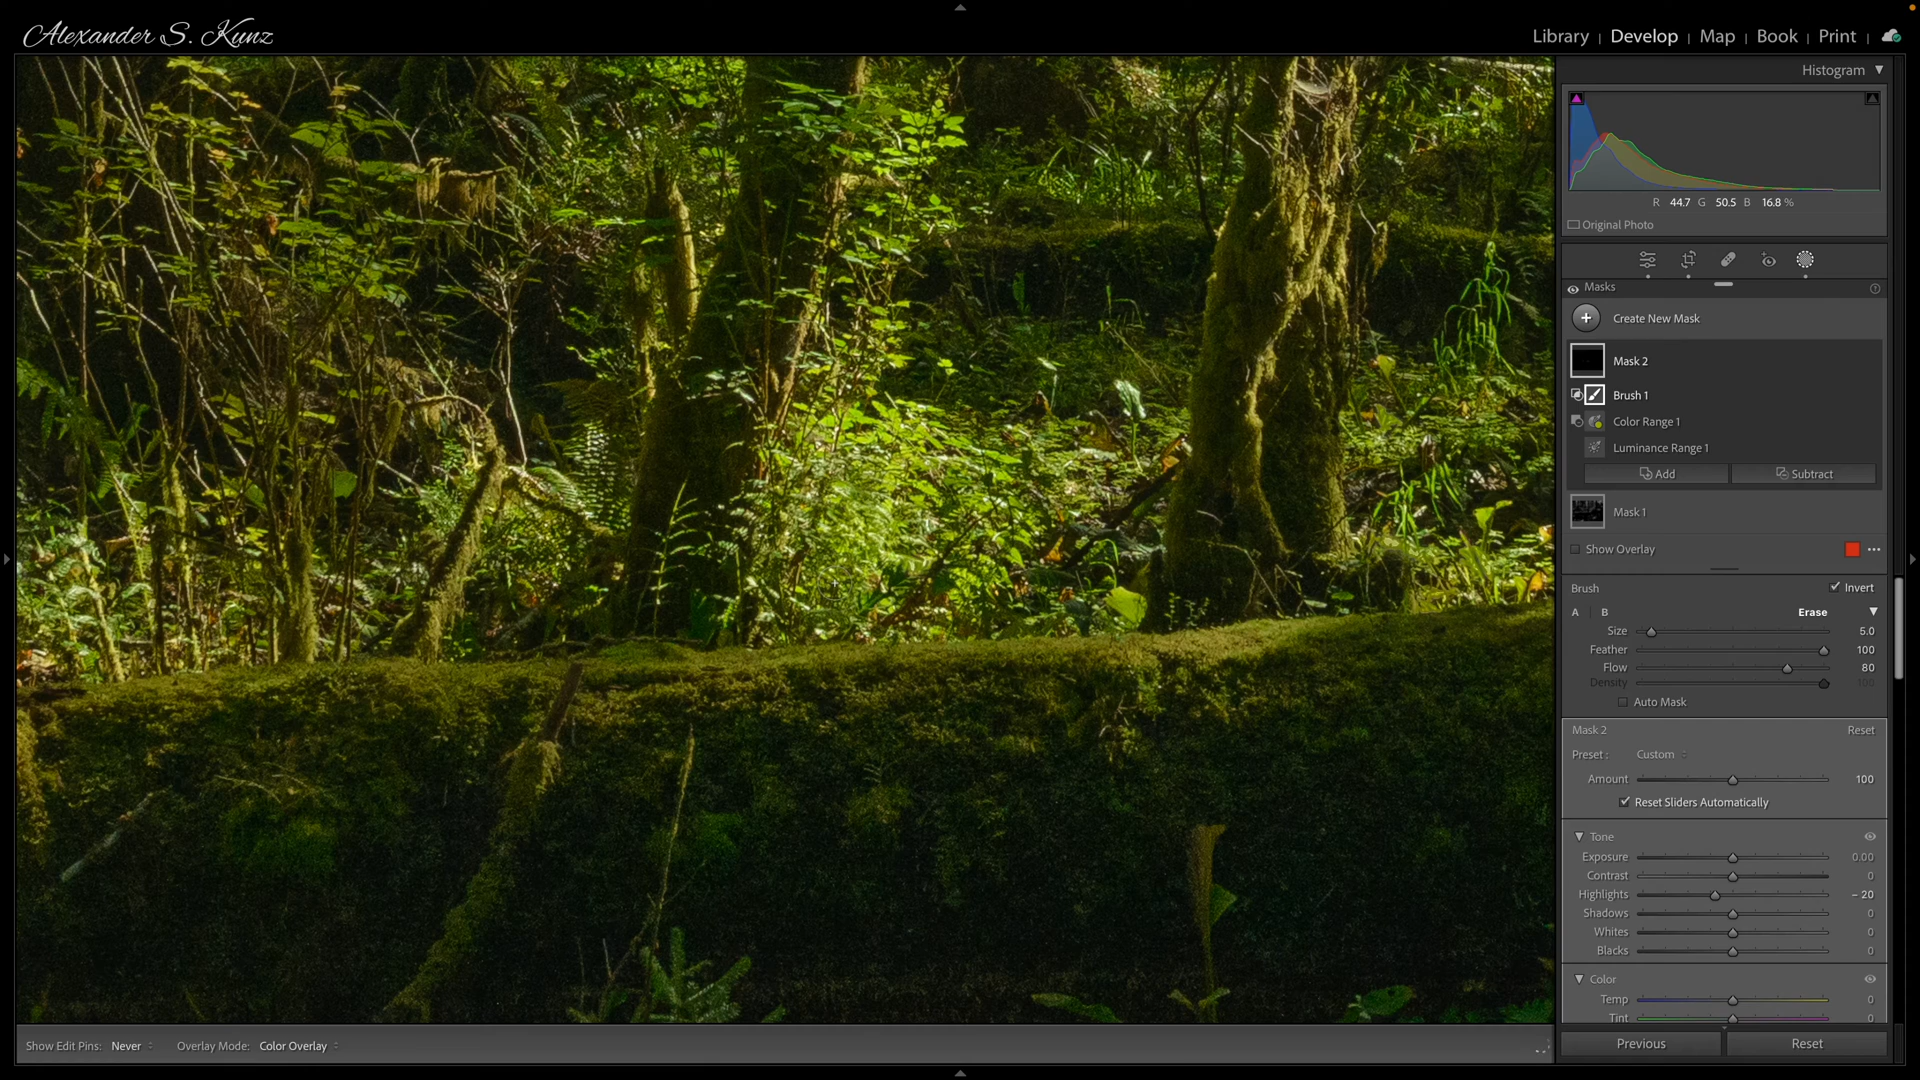 Alexander S. Kunz
Library | Develop | Map | Book | Print |
Histogram
R 44.7 G 50.5 B 16.8 %
Original Photo
Masks
Create New Mask
Mask 2
Brush 1
Color Range 1
Luminance Range 1
Add Subtract
Mask 1
Show Overlay
Brush Invert
A | B Erase
Size 5.0
Feather 100
Flow 80
Density 100
Auto Mask
Mask 2 Reset
Preset : Custom
Amount 100
Reset Sliders Automatically
Tone
Exposure 0.00
Contrast 0
Highlights – 20
Shadows 0
Whites 0
Blacks 0
Color
Temp 0
Tint 0
Show Edit Pins: Never Overlay Mode: Color Overlay
Previous Reset